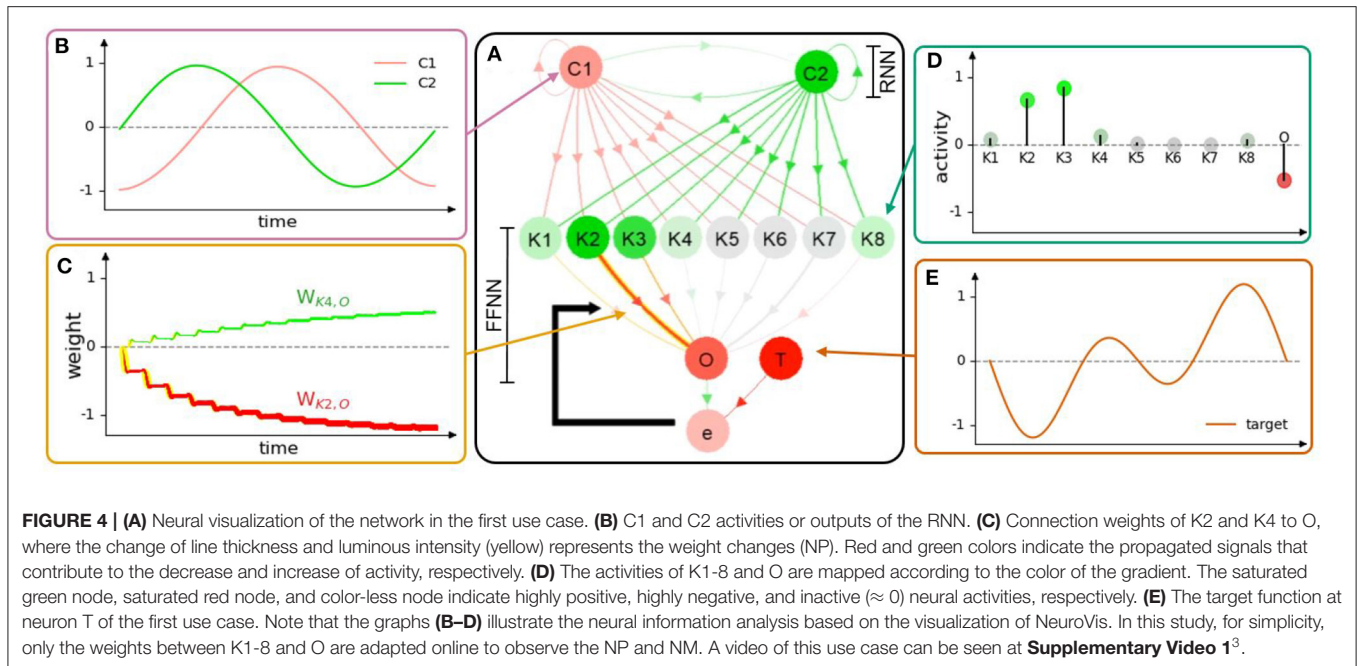 B
1
0
-1
time
C1
C2
A
C1
C2
RNN
K1 K2 K3 K4 K5 K6 K7 K8
FFNN
O
T
e
D
activity
1
0
-1
K1 K2 K3 K4 K5 K6 K7 K8
O
C
weight
1
0
-1
W_{K4,O}
W_{K2,O}
time
E
1
0
-1
target
FIGURE 4 | (A) Neural visualization of the network in the first use case. (B) C1 and C2 activities or outputs of the RNN. (C) Connection weights of K2 and K4 to O,
where the change of line thickness and luminous intensity (yellow) represents the weight changes (NP). Red and green colors indicate the propagated signals that
contribute to the decrease and increase of activity, respectively. (D) The activities of K1-8 and O are mapped according to the color of the gradient. The saturated
green node, saturated red node, and color-less node indicate highly positive, highly negative, and inactive (≈ 0) neural activities, respectively. (E) The target function at
neuron T of the first use case. Note that the graphs (B–D) illustrate the neural information analysis based on the visualization of NeuroVis. In this study, for simplicity,
only the weights between K1-8 and O are adapted online to observe the NP and NM. A video of this use case can be seen at Supplementary Video 1³.